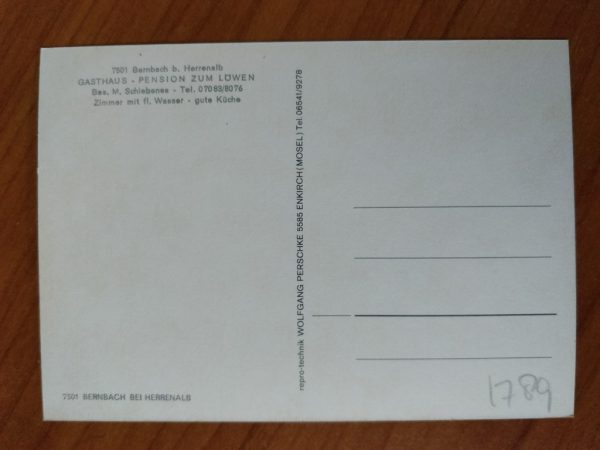 7501 Bernbach b. Herrenalb
GASTHAUS - PENSION ZUM LÖWEN
Bes. M. Schiebenes - Tel. 07083/8076
Zimmer mit fl. Wasser - gute Küche
repro-technik WOLFGANG PERSCHKE 5585 ENKIRCH (MOSEL) Tel. 06541/9278
7501 BERNBACH BEI HERRENALB
1789